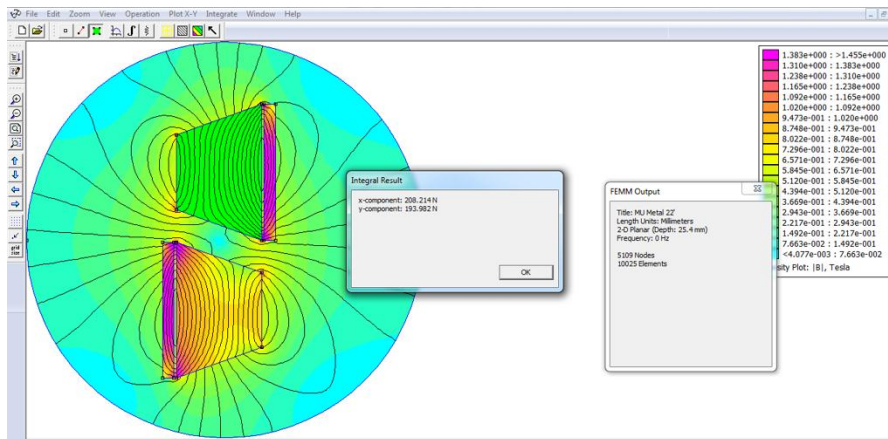 File Edit Zoom View Operation Plot X-Y Integrate Window Help
1.383e+000 : >1.455e+000
1.310e+000 : 1.383e+000
1.238e+000 : 1.310e+000
1.165e+000 : 1.238e+000
1.092e+000 : 1.165e+000
1.020e+000 : 1.092e+000
9.473e-001 : 1.020e+000
8.748e-001 : 9.473e-001
8.022e-001 : 8.748e-001
7.296e-001 : 8.022e-001
6.571e-001 : 7.296e-001
5.845e-001 : 6.571e-001
5.120e-001 : 5.845e-001
4.394e-001 : 5.120e-001
3.669e-001 : 4.394e-001
2.943e-001 : 3.669e-001
2.217e-001 : 2.943e-001
1.492e-001 : 2.217e-001
7.663e-002 : 1.492e-001
<4.077e-003 : 7.663e-002
sity Plot: |B|, Tesla
Integral Result
x-component: 208.214 N
y-component: 193.982 N
OK
FEMM Output
Title: MU Metal 22'
Length Units: Millimeters
2-D Planar (Depth: 25.4 mm)
Frequency: 0 Hz
5109 Nodes
10025 Elements
grid
size